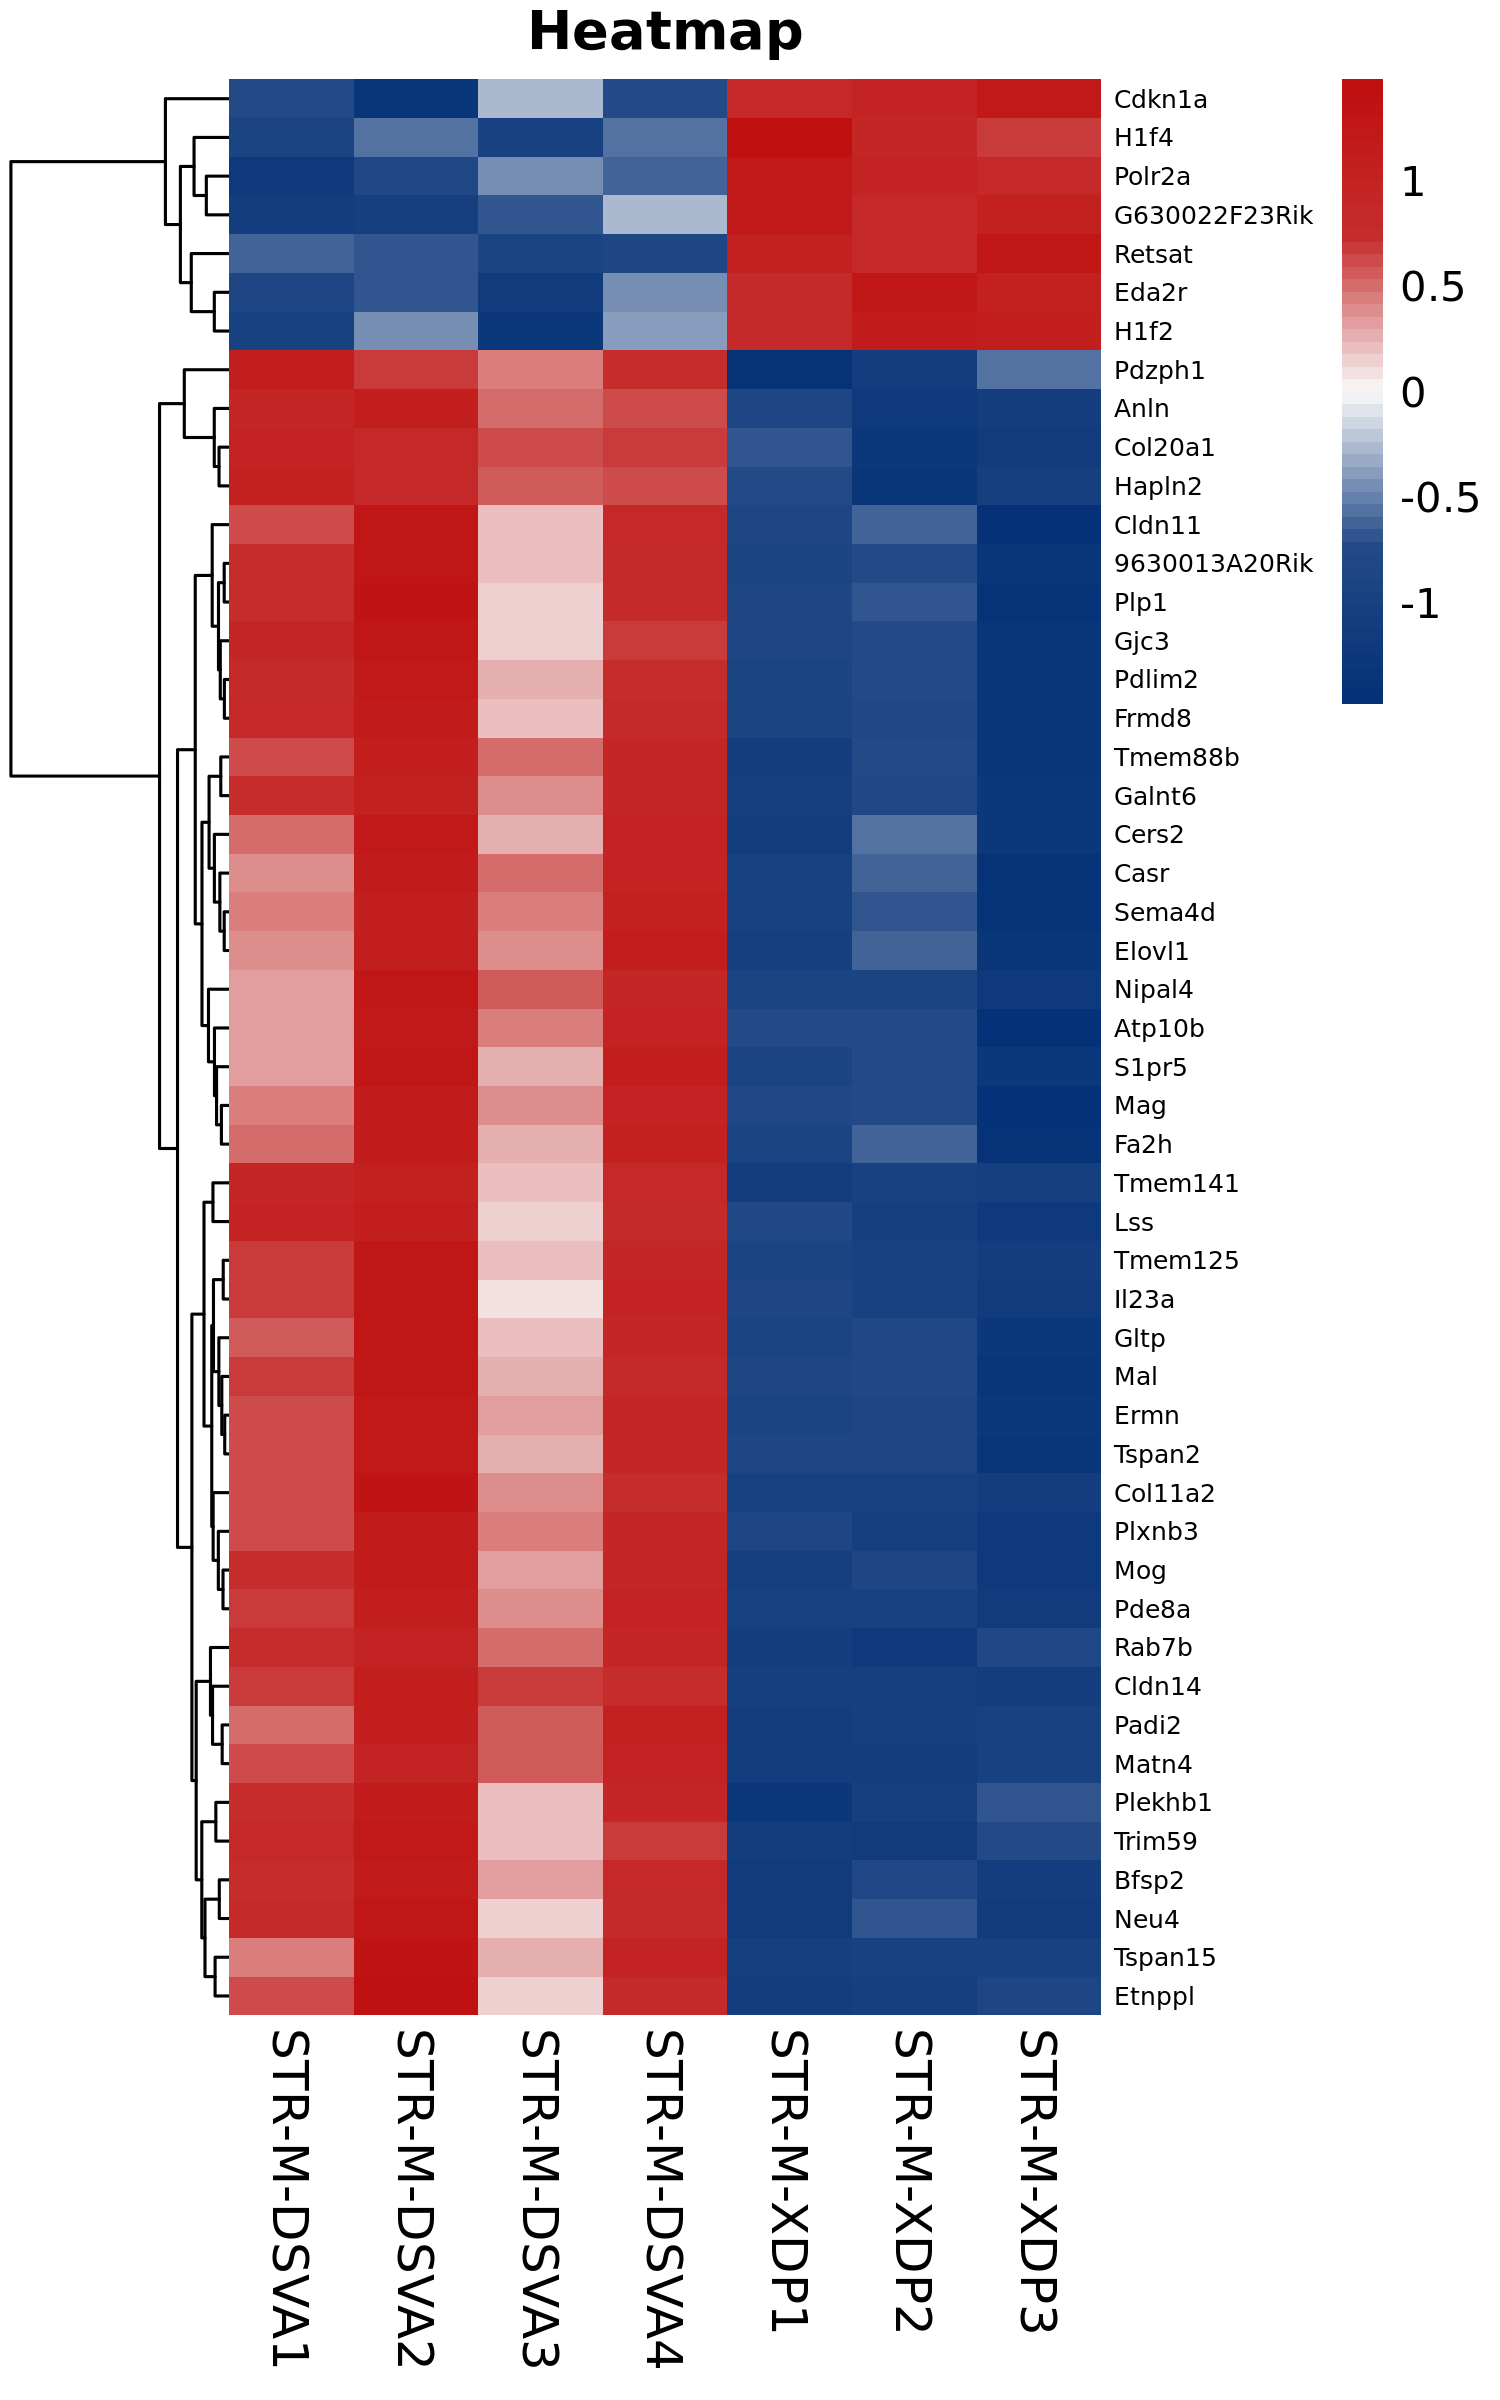 Heatmap
Cdkn1a
H1f4
Polr2a
G630022F23Rik
Retsat
Eda2r
H1f2
Pdzph1
Anln
Col20a1
Hapln2
Cldn11
9630013A20Rik
Plp1
Gjc3
Pdlim2
Frmd8
Tmem88b
Galnt6
Cers2
Casr
Sema4d
Elovl1
Nipal4
Atp10b
S1pr5
Mag
Fa2h
Tmem141
Lss
Tmem125
Il23a
Gltp
Mal
Ermn
Tspan2
Col11a2
Plxnb3
Mog
Pde8a
Rab7b
Cldn14
Padi2
Matn4
Plekhb1
Trim59
Bfsp2
Neu4
Tspan15
Etnppl
1
0.5
0
-0.5
-1
STR-M-DSVA1
STR-M-DSVA2
STR-M-DSVA3
STR-M-DSVA4
STR-M-XDP1
STR-M-XDP2
STR-M-XDP3